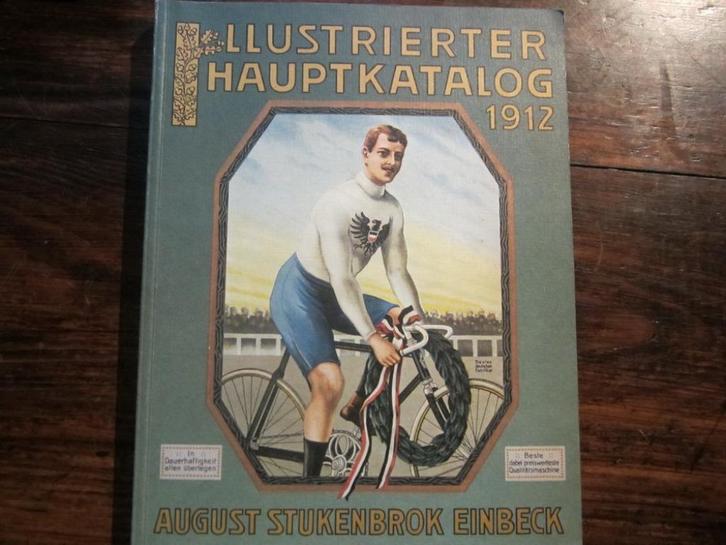 ILLUSTRIERTER
HAUPTKATALOG
1912
In
Dauerhaftigkeit
allen überlegen
Beste
dabei preiswerteste
Qualitätsmaschine
AUGUST STUKENBROK EINBECK